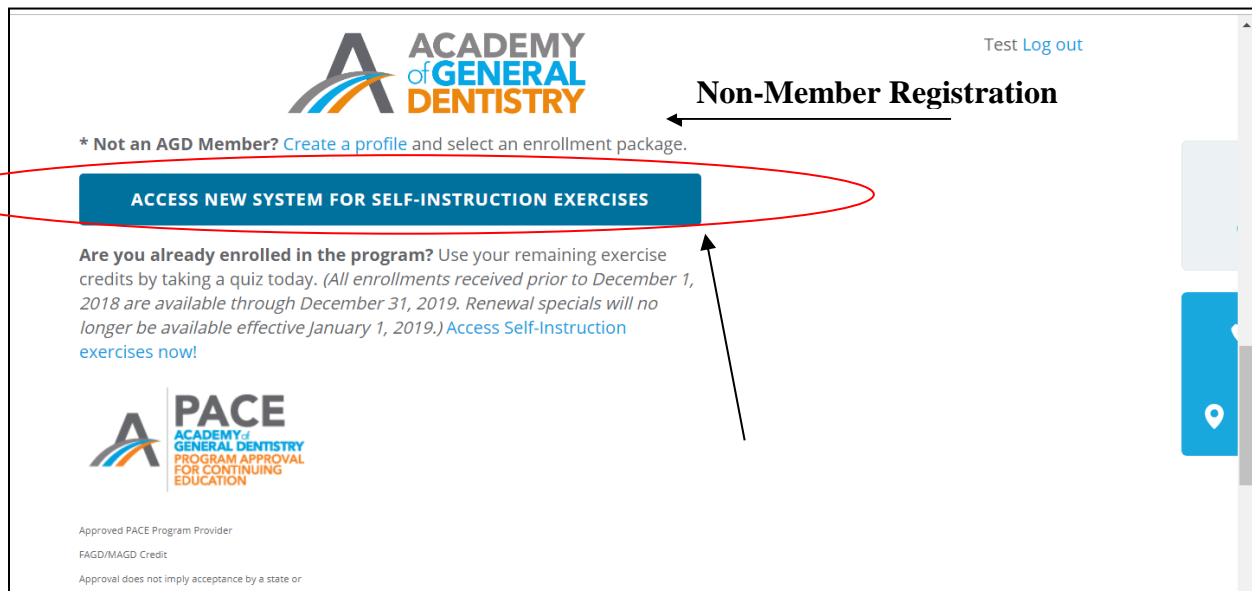 ACADEMY
of GENERAL
DENTISTRY
Test Log out
Non-Member Registration
* Not an AGD Member? Create a profile and select an enrollment package.
ACCESS NEW SYSTEM FOR SELF-INSTRUCTION EXERCISES
Are you already enrolled in the program? Use your remaining exercise
credits by taking a quiz today. (All enrollments received prior to December 1,
2018 are available through December 31, 2019. Renewal specials will no
longer be available effective January 1, 2019.) Access Self-Instruction
exercises now!
PACE
ACADEMY of
GENERAL DENTISTRY
PROGRAM APPROVAL
FOR CONTINUING
EDUCATION
Approved PACE Program Provider
FAGD/MAGD Credit
Approval does not imply acceptance by a state or